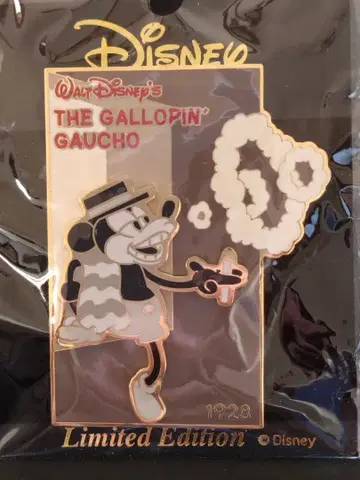 DISNEY
Walt Disney's
THE GALLOPIN'
GAUCHO
1928
Limited Edition
© Disney